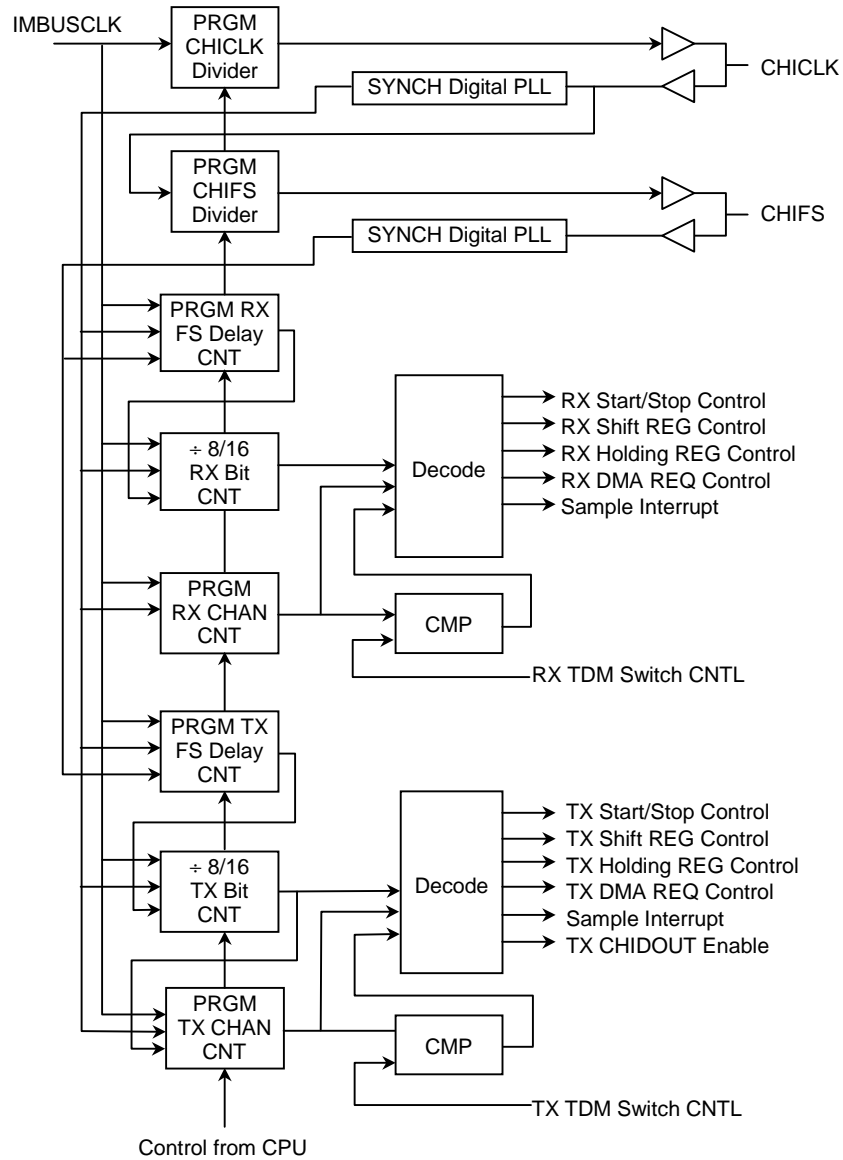 IMBUSCLK
PRGM
CHICLK
Divider
CHICLK
SYNCH Digital PLL
PRGM
CHIFS
Divider
CHIFS
SYNCH Digital PLL
PRGM RX
FS Delay
CNT
÷ 8/16
RX Bit
CNT
Decode
RX Start/Stop Control
RX Shift REG Control
RX Holding REG Control
RX DMA REQ Control
Sample Interrupt
PRGM
RX CHAN
CNT
CMP
RX TDM Switch CNTL
PRGM TX
FS Delay
CNT
÷ 8/16
TX Bit
CNT
Decode
TX Start/Stop Control
TX Shift REG Control
TX Holding REG Control
TX DMA REQ Control
Sample Interrupt
TX CHIDOUT Enable
PRGM
TX CHAN
CNT
CMP
TX TDM Switch CNTL
Control from CPU